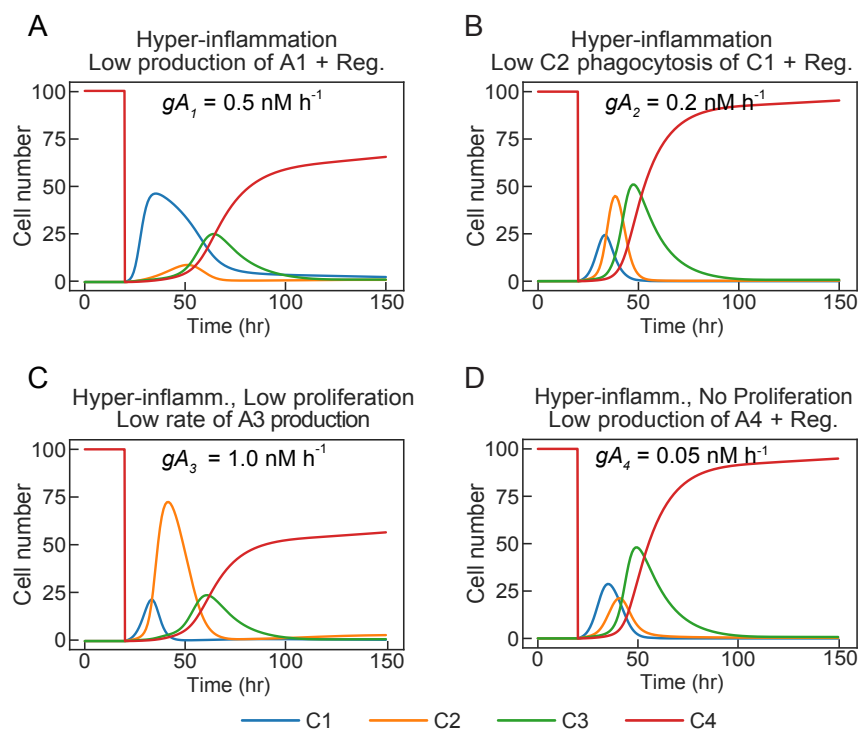 A
Hyper-inflammation
Low production of A1 + Reg.
gA₁ = 0.5 nM h⁻¹
100
75
50
25
0
Cell number
0 50 100 150
Time (hr)
B
Hyper-inflammation
Low C2 phagocytosis of C1 + Reg.
gA₂ = 0.2 nM h⁻¹
100
75
50
25
0
Cell number
0 50 100 150
Time (hr)
C
Hyper-inflamm., Low proliferation
Low rate of A3 production
gA₃ = 1.0 nM h⁻¹
100
75
50
25
0
Cell number
0 50 100 150
Time (hr)
D
Hyper-inflamm., No Proliferation
Low production of A4 + Reg.
gA₄ = 0.05 nM h⁻¹
100
75
50
25
0
Cell number
0 50 100 150
Time (hr)
C1 C2 C3 C4